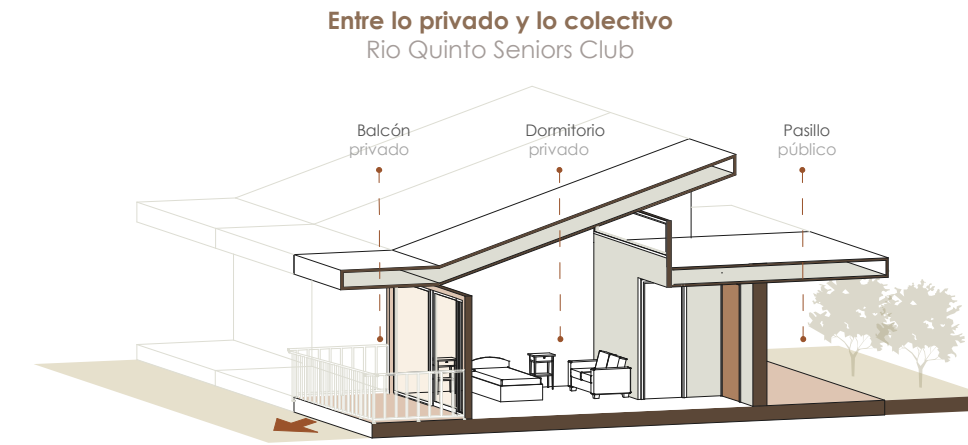 Entre lo privado y lo colectivo
Rio Quinto Seniors Club
Balcón
privado
Dormitorio
privado
Pasillo
público